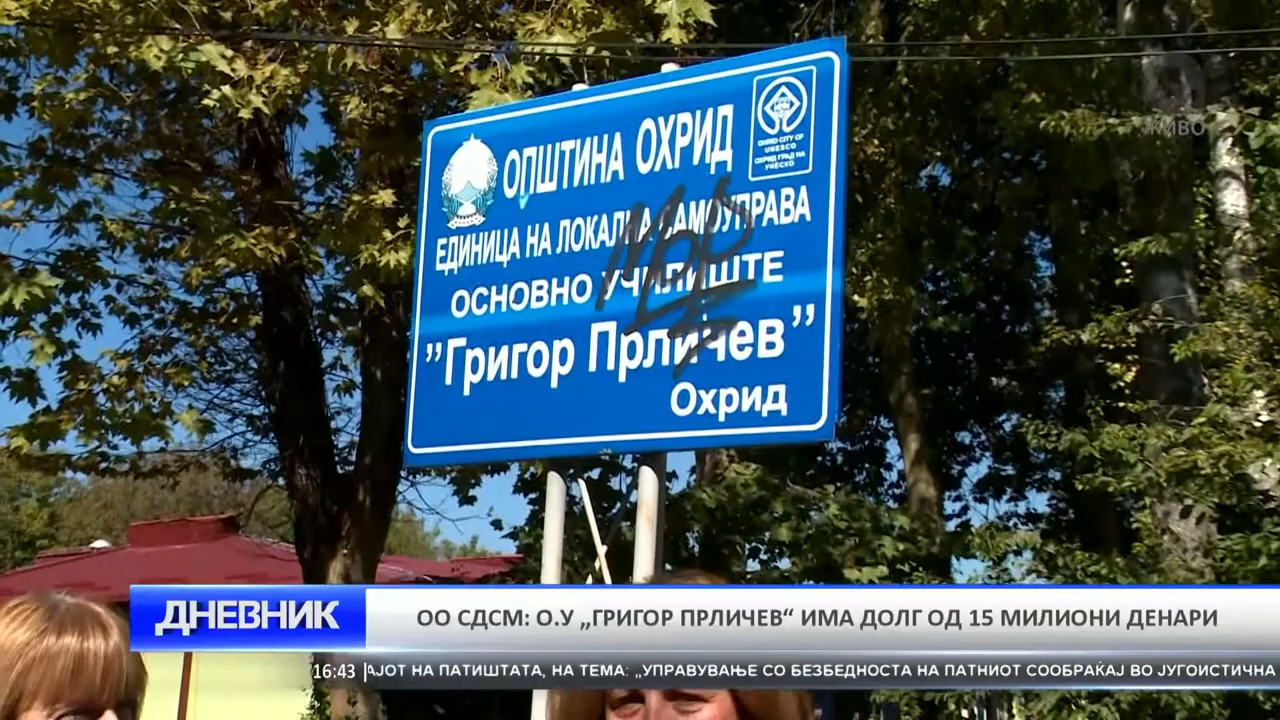 ОПШТИНА ОХРИД
OHRID CITY OF
UNESCO
ОХРИД ГРАД НА
УНЕСКО
ЕДИНИЦА НА ЛОКАЛНА САМОУПРАВА
ОСНОВНО УЧИЛИШТЕ
"Григор Прличев"
Охрид
ЖИВО
ДНЕВНИК
ОО СДСМ: О.У „ГРИГОР ПРЛИЧЕВ“ ИМА ДОЛГ ОД 15 МИЛИОНИ ДЕНАРИ
16:43 АЈОТ НА ПАТИШТАТА, НА ТЕМА: „УПРАВУВАЊЕ СО БЕЗБЕДНОСТА НА ПАТНИОТ СООБРАЌАЈ ВО ЈУГОИСТИЧНА